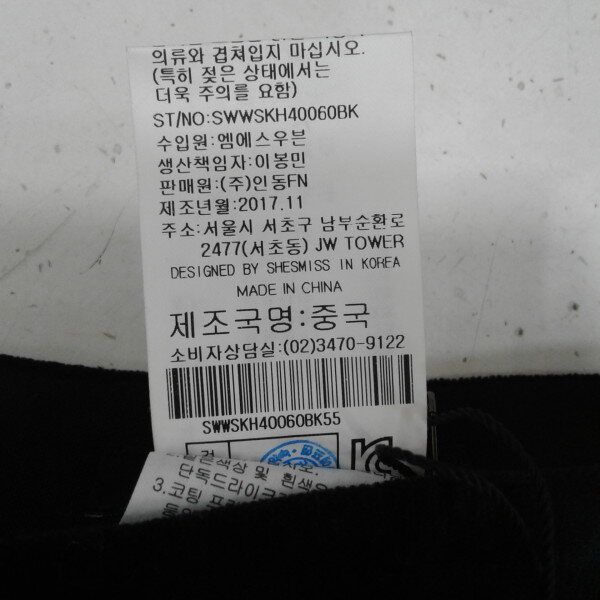 의류와 겹쳐입지 마십시오.
(특히 젖은 상태에서는
더욱 주의를 요함)
ST/NO:SWWSKH40060BK
수입원:엠에스우븐
생산책임자:이봉민
판매원:(주)인동FN
제조년월:2017.11
주소:서울시 서초구 남부순환로
2477(서초동) JW TOWER
DESIGNED BY SHESMISS IN KOREA
MADE IN CHINA
제조국명:중국
소비자상담실:(02)3470-9122
SWWSKH40060BK55
검
색상 및 흰색
단독드라이
3.코팅